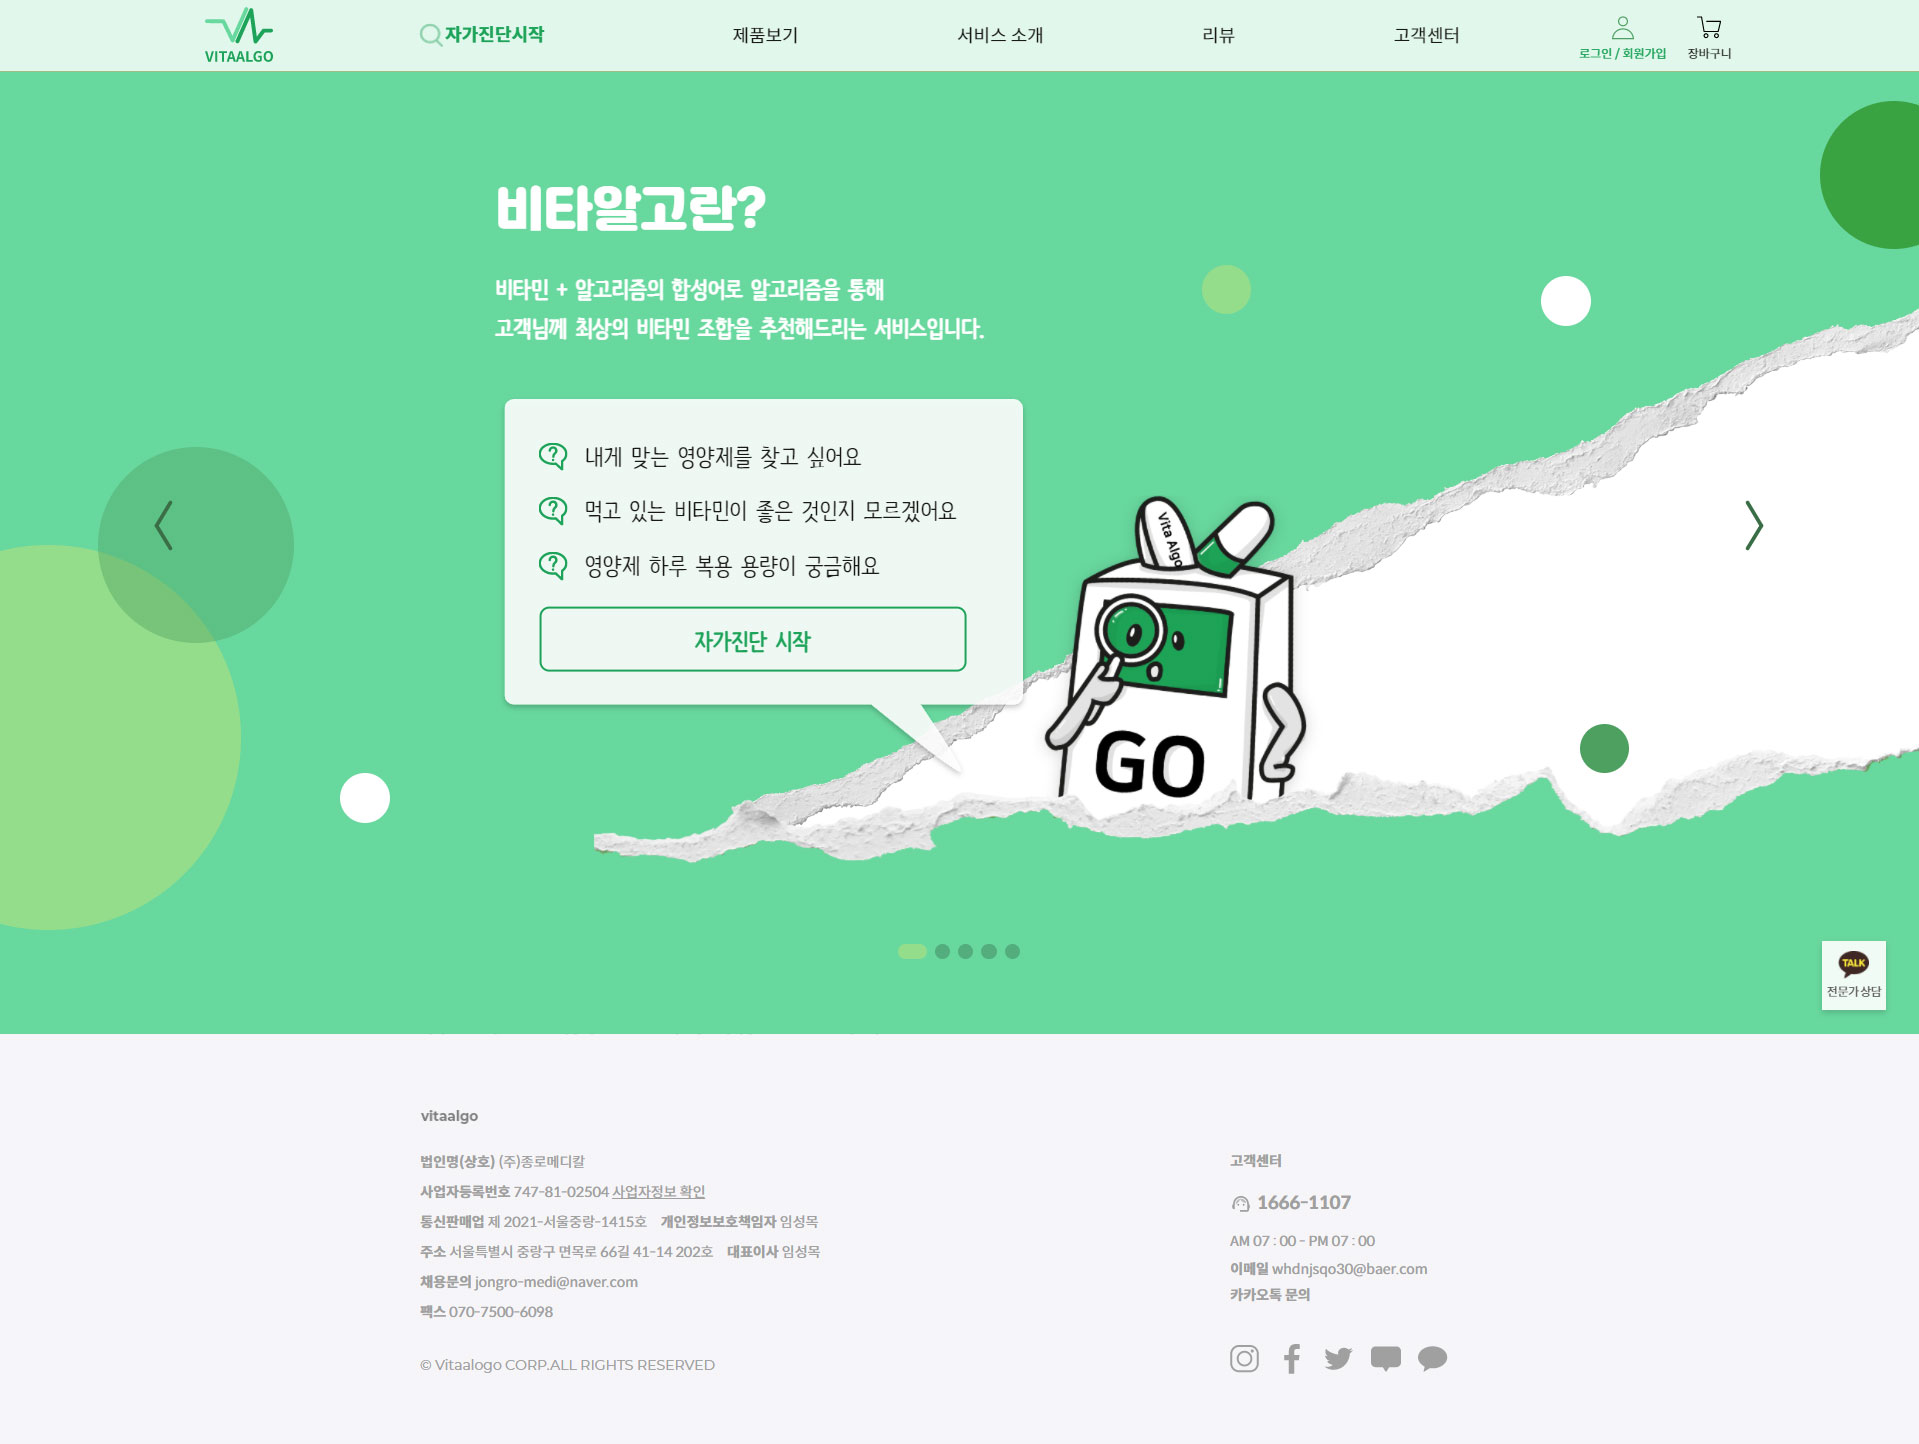 VITAALGO
자가진단시작
제품보기
서비스 소개
리뷰
고객센터
로그인 / 회원가입
장바구니
비타알고란?
비타민 + 알고리즘의 합성어로 알고리즘을 통해
고객님께 최상의 비타민 조합을 추천해드리는 서비스입니다.
내게 맞는 영양제를 찾고 싶어요
먹고 있는 비타민이 좋은 것인지 모르겠어요
영양제 하루 복용 용량이 궁금해요
자가진단 시작
Vita Algo
GO
TALK
전문가 상담
vitaalgo
법인명(상호) (주)종로메디칼
사업자등록번호 747-81-02504 사업자정보 확인
통신판매업 제 2021-서울중랑-1415호 개인정보보호책임자 임성목
주소 서울특별시 중랑구 면목로 66길 41-14 202호 대표이사 임성목
채용문의 jongro-medi@naver.com
팩스 070-7500-6098
© Vitaalogo CORP.ALL RIGHTS RESERVED
고객센터
1666-1107
AM 07 : 00 - PM 07 : 00
이메일 whdnjsqo30@baer.com
카카오톡 문의